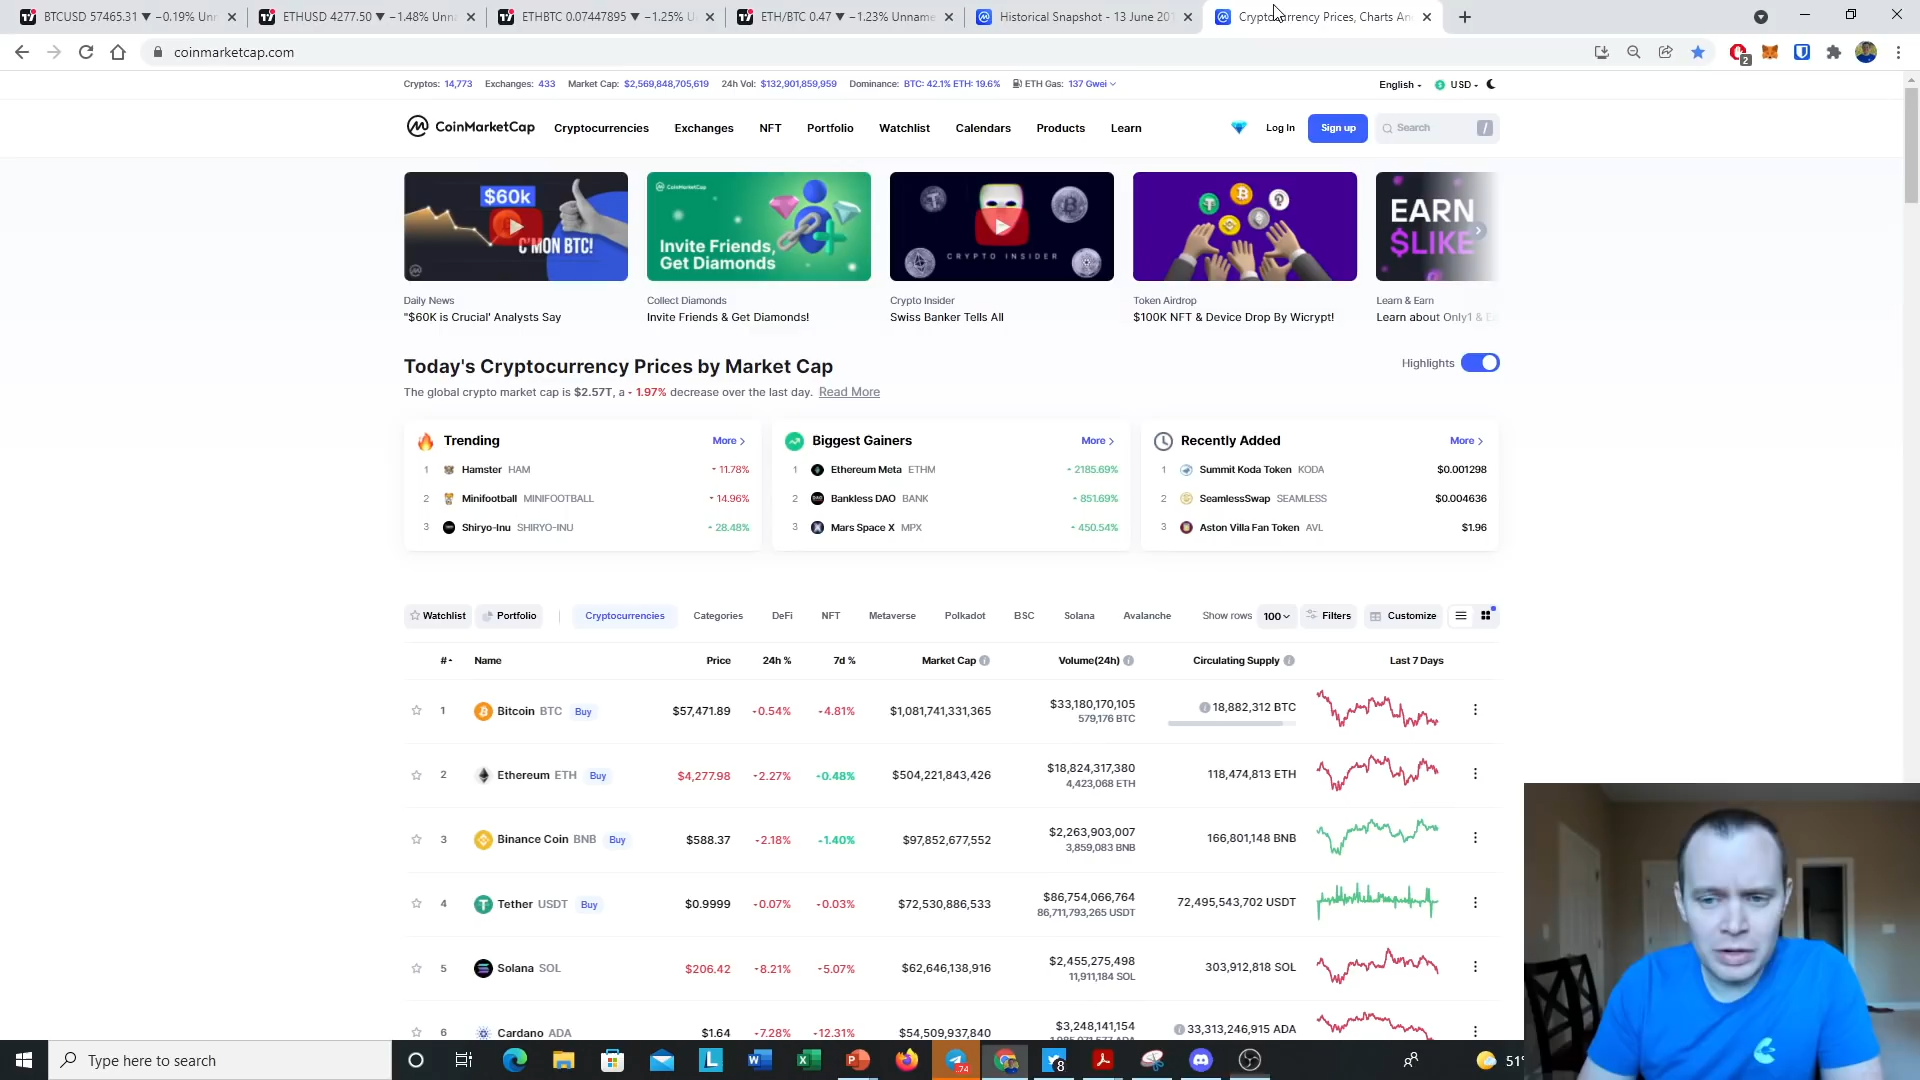 BTCUSD 57465.31 ▼ −0.19% Unn
ETHUSD 4277.50 ▼ −1.48% Unna
ETHBTC 0.07447895 ▼ −1.25% U
ETH/BTC 0.47 ▼ −1.23% Unname
Historical Snapshot - 13 June 201
Cryptocurrency Prices, Charts An
coinmarketcap.com
2
Cryptos: 14,773 Exchanges: 433 Market Cap: $2,569,848,705,619 24h Vol: $132,901,859,959 Dominance: BTC: 42.1% ETH: 19.6% ETH Gas: 137 Gwei
English USD
CoinMarketCap Cryptocurrencies Exchanges NFT Portfolio Watchlist Calendars Products Learn
Log In Sign up Search /
$60k
C'MON BTC!
CoinMarketCap
Invite Friends,
Get Diamonds
CRYPTO INSIDER
EARN
$LIKE
Daily News
"$60K is Crucial' Analysts Say
Collect Diamonds
Invite Friends & Get Diamonds!
Crypto Insider
Swiss Banker Tells All
Token Airdrop
$100K NFT & Device Drop By Wicrypt!
Learn & Earn
Learn about Only1 & E
Today's Cryptocurrency Prices by Market Cap
Highlights
The global crypto market cap is $2.57T, a 1.97% decrease over the last day. Read More
Trending More
1 Hamster HAM 11.78%
2 Minifootball MINIFOOTBALL 14.96%
3 Shiryo-Inu SHIRYO-INU 28.48%
Biggest Gainers More
1 Ethereum Meta ETHM 2185.69%
2 Bankless DAO BANK 851.69%
3 Mars Space X MPX 450.54%
Recently Added More
1 Summit Koda Token KODA $0.001298
2 SeamlessSwap SEAMLESS $0.004636
3 Aston Villa Fan Token AVL $1.96
Watchlist Portfolio Cryptocurrencies Categories DeFi NFT Metaverse Polkadot BSC Solana Avalanche Show rows 100 Filters Customize
# Name Price 24h % 7d % Market Cap Volume(24h) Circulating Supply Last 7 Days
1 Bitcoin BTC Buy $57,471.89 0.54% 4.81% $1,081,741,331,365 $33,180,170,105 18,882,312 BTC
579,176 BTC
2 Ethereum ETH Buy $4,277.98 2.27% 0.48% $504,221,843,426 $18,824,317,380 118,474,813 ETH
4,423,068 ETH
3 Binance Coin BNB Buy $588.37 2.18% 1.40% $97,852,677,552 $2,263,903,007 166,801,148 BNB
3,859,083 BNB
4 Tether USDT Buy $0.9999 0.07% 0.03% $72,530,886,533 $86,754,066,764 72,495,543,702 USDT
86,711,793,265 USDT
5 Solana SOL $206.42 8.21% 5.07% $62,646,138,916 $2,455,275,498 303,912,818 SOL
11,911,184 SOL
6 Cardano ADA $1.64 7.28% 12.31% $54,509,937,840 $3,248,141,154 33,313,246,915 ADA
Type here to search
74
8
51°